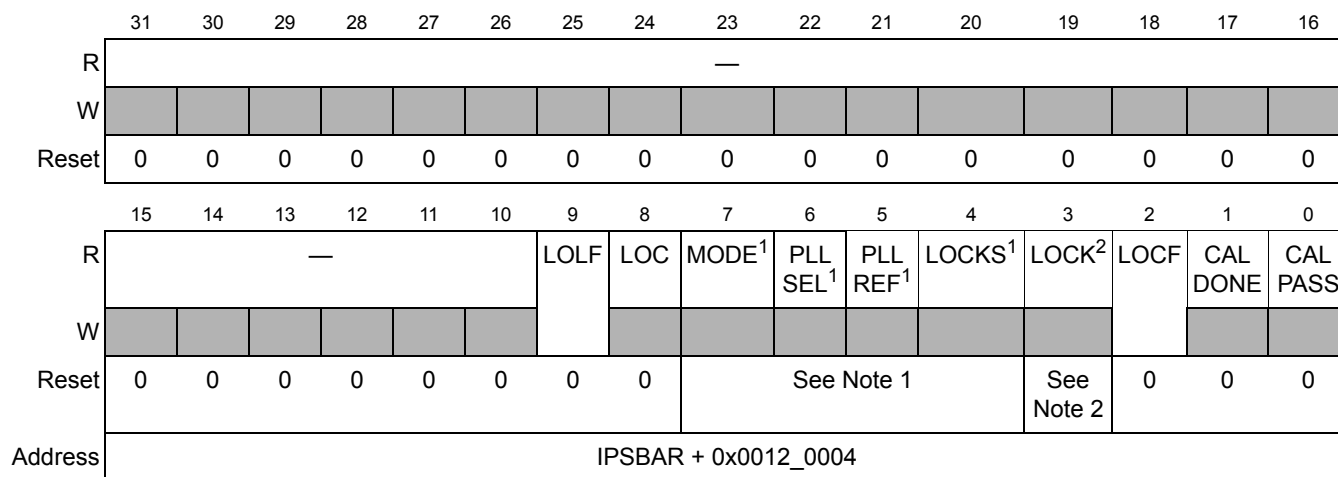 31 30 29 28 27 26 25 24 23 22 21 20 19 18 17 16
R —
W
Reset 0 0 0 0 0 0 0 0 0 0 0 0 0 0 0 0
15 14 13 12 11 10 9 8 7 6 5 4 3 2 1 0
R — LOLF LOC MODE¹ PLL SEL¹ PLL REF¹ LOCKS¹ LOCK² LOCF CAL DONE CAL PASS
W
Reset 0 0 0 0 0 0 0 0 See Note 1 See Note 2 0 0 0
Address IPSBAR + 0x0012_0004